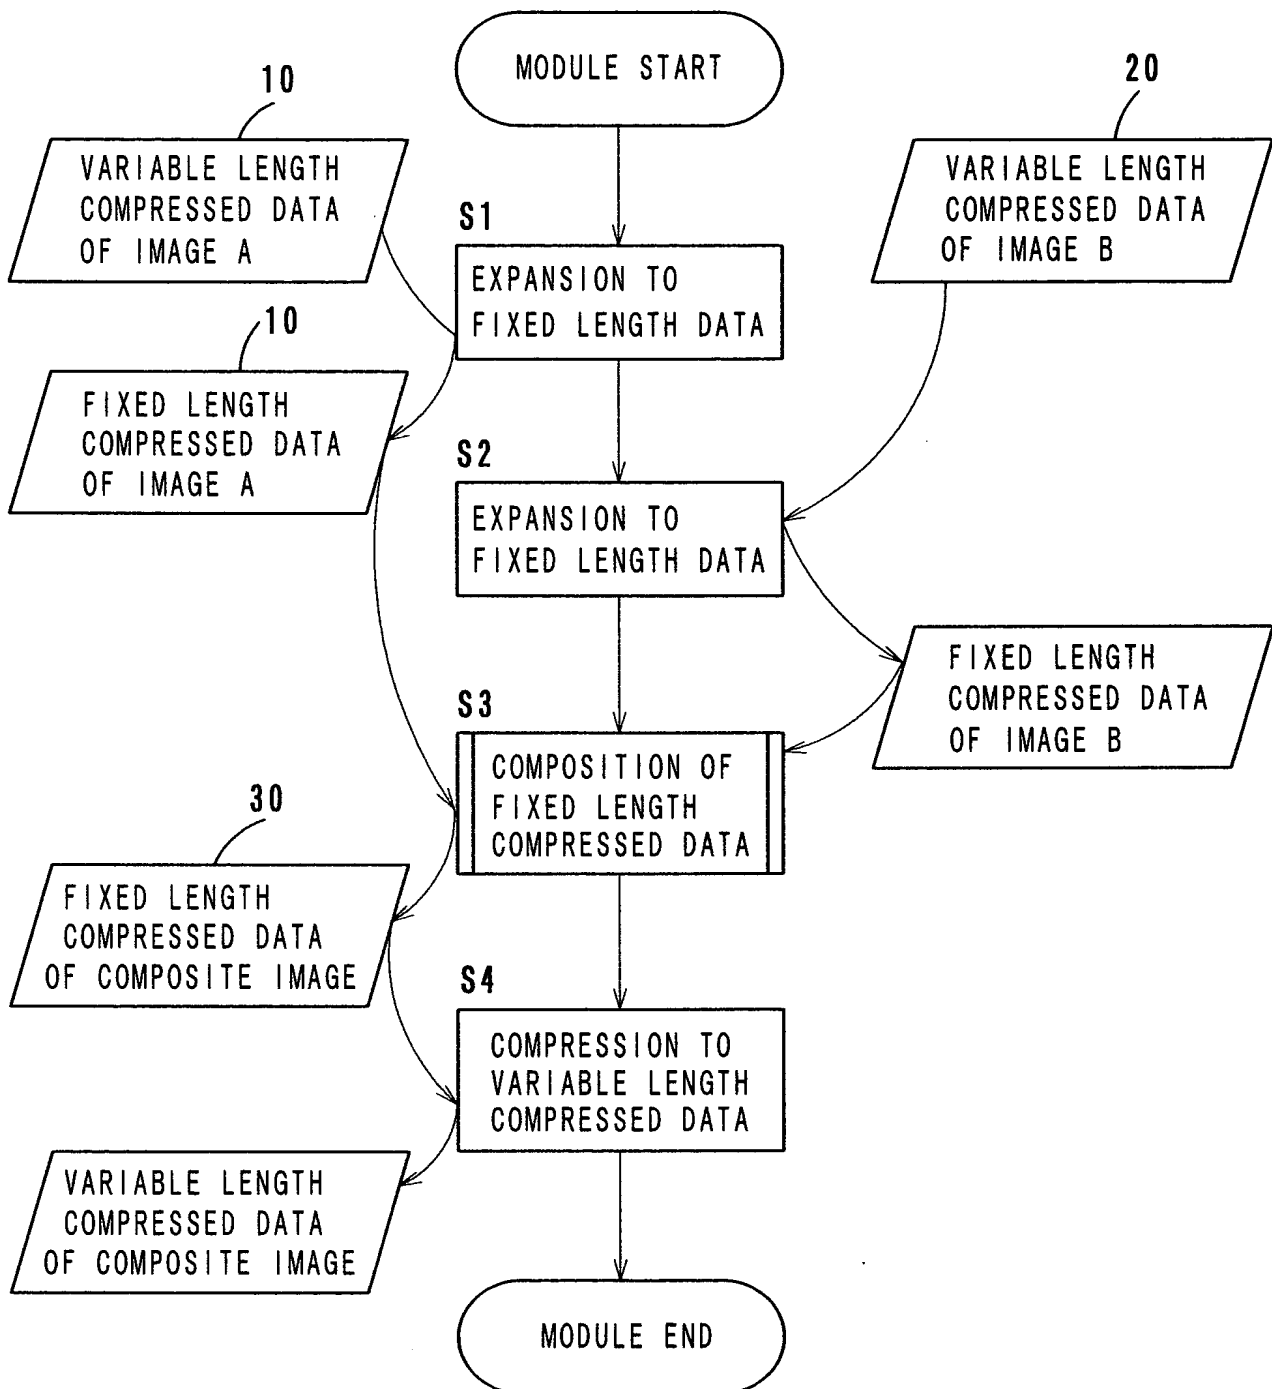 MODULE START
10
VARIABLE LENGTH
COMPRESSED DATA
OF IMAGE A
20
VARIABLE LENGTH
COMPRESSED DATA
OF IMAGE B
S1
EXPANSION TO
FIXED LENGTH DATA
10
FIXED LENGTH
COMPRESSED DATA
OF IMAGE A
S2
EXPANSION TO
FIXED LENGTH DATA
FIXED LENGTH
COMPRESSED DATA
OF IMAGE B
S3
COMPOSITION OF
FIXED LENGTH
COMPRESSED DATA
30
FIXED LENGTH
COMPRESSED DATA
OF COMPOSITE IMAGE
S4
COMPRESSION TO
VARIABLE LENGTH
COMPRESSED DATA
VARIABLE LENGTH
COMPRESSED DATA
OF COMPOSITE IMAGE
MODULE END